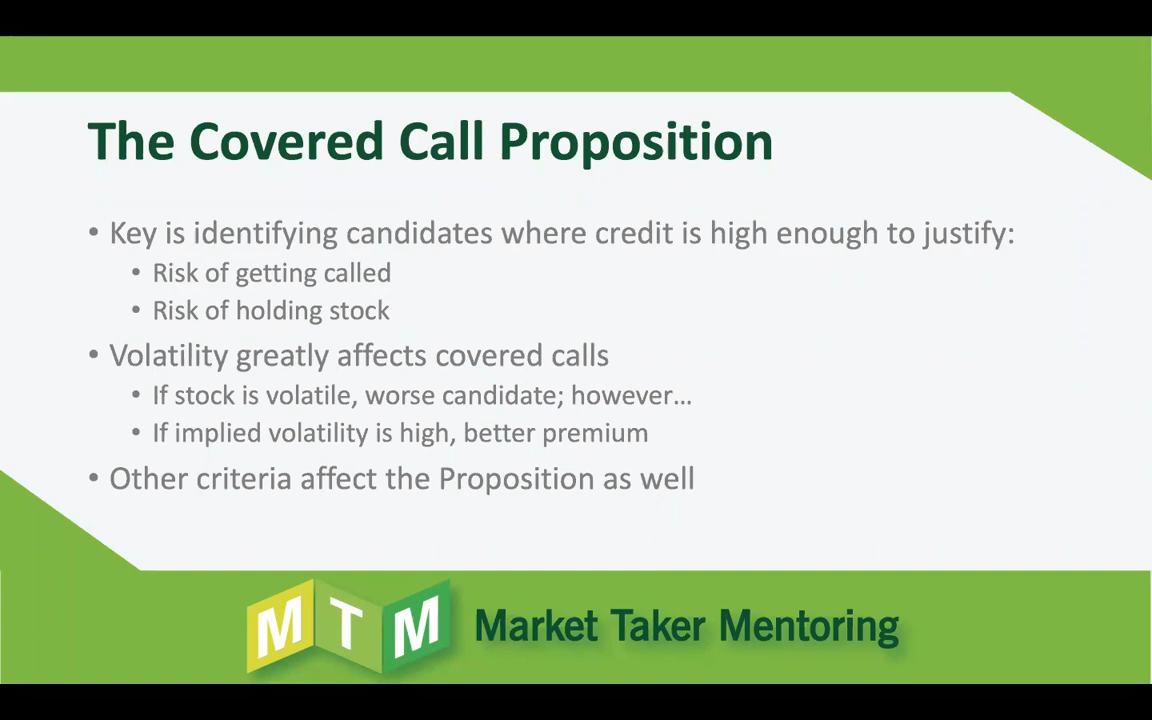 The Covered Call Proposition
• Key is identifying candidates where credit is high enough to justify:
• Risk of getting called
• Risk of holding stock
• Volatility greatly affects covered calls
• If stock is volatile, worse candidate; however…
• If implied volatility is high, better premium
• Other criteria affect the Proposition as well
MTM Market Taker Mentoring